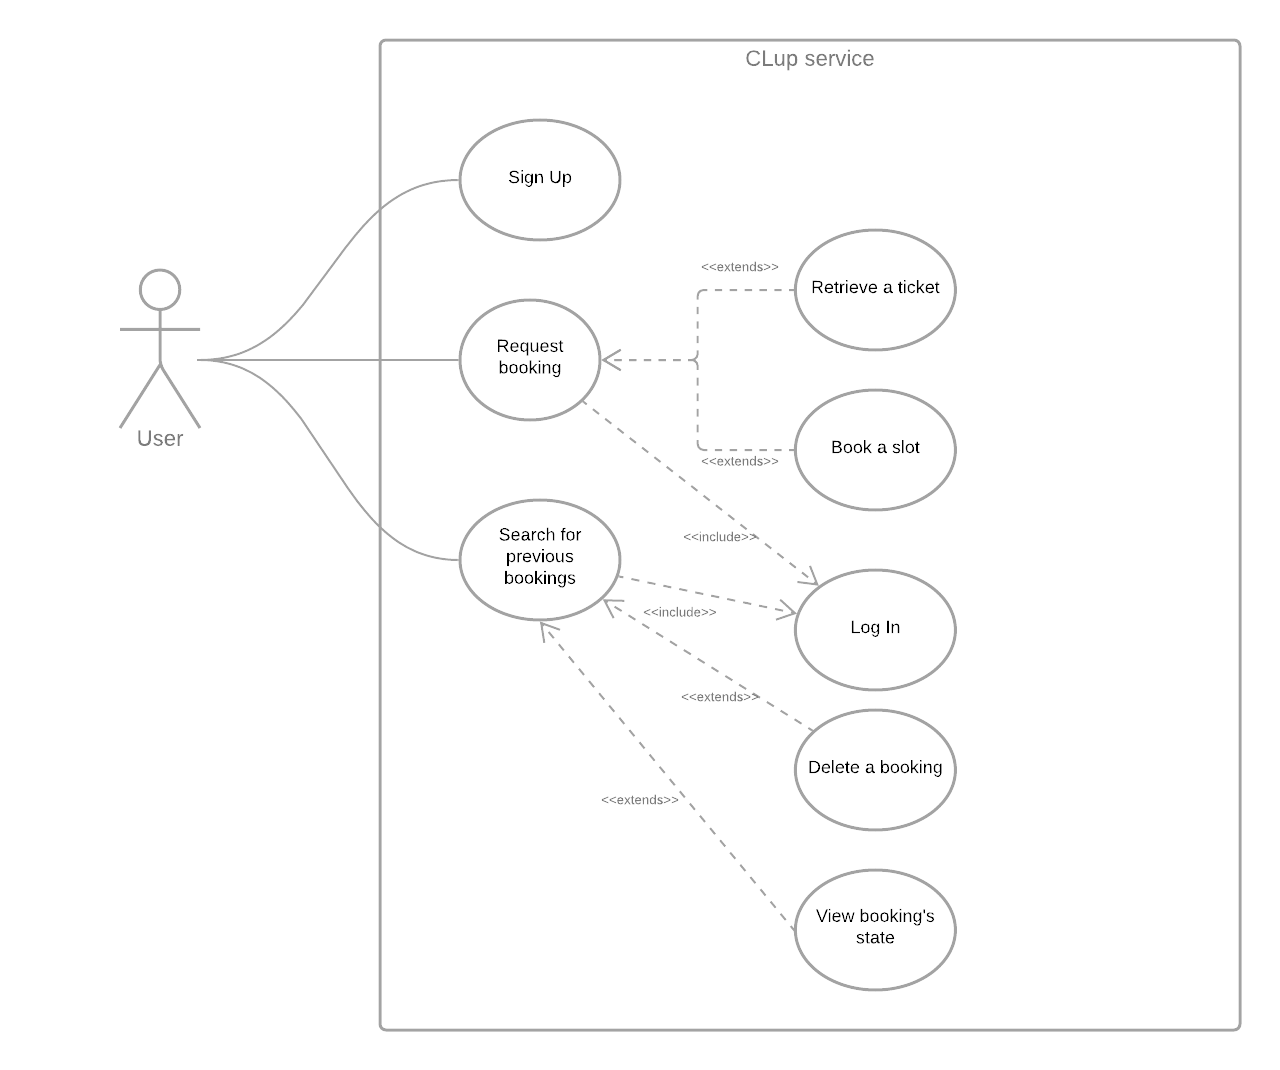 CLup service
Sign Up
<<extends>>
Retrieve a ticket
Request
booking
User
Book a slot
<<extends>>
Search for
previous
bookings
<<include>>
<<include>>
Log In
<<extends>>
Delete a booking
<<extends>>
View booking's
state